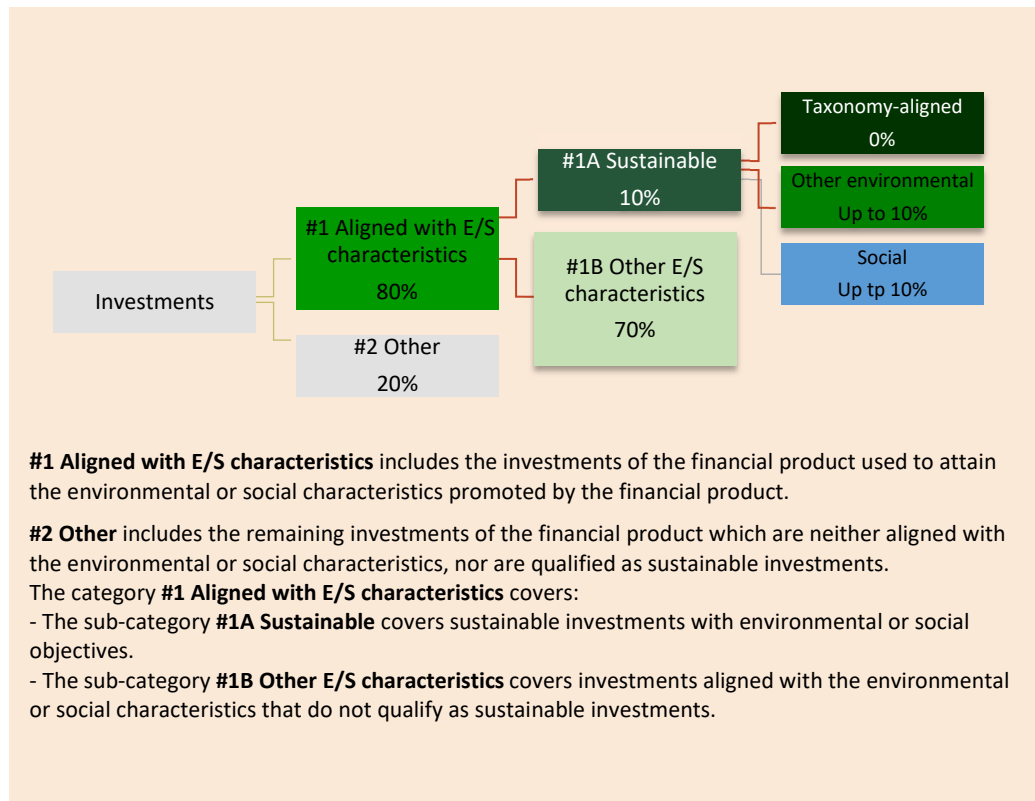 Taxonomy-aligned
0%
#1A Sustainable
10%
Other environmental
Up to 10%
#1 Aligned with E/S
characteristics
80%
#1B Other E/S
characteristics
70%
Social
Up tp 10%
Investments
#2 Other
20%
#1 Aligned with E/S characteristics includes the investments of the financial product used to attain
the environmental or social characteristics promoted by the financial product.
#2 Other includes the remaining investments of the financial product which are neither aligned with
the environmental or social characteristics, nor are qualified as sustainable investments.
The category #1 Aligned with E/S characteristics covers:
- The sub-category #1A Sustainable covers sustainable investments with environmental or social
objectives.
- The sub-category #1B Other E/S characteristics covers investments aligned with the environmental
or social characteristics that do not qualify as sustainable investments.